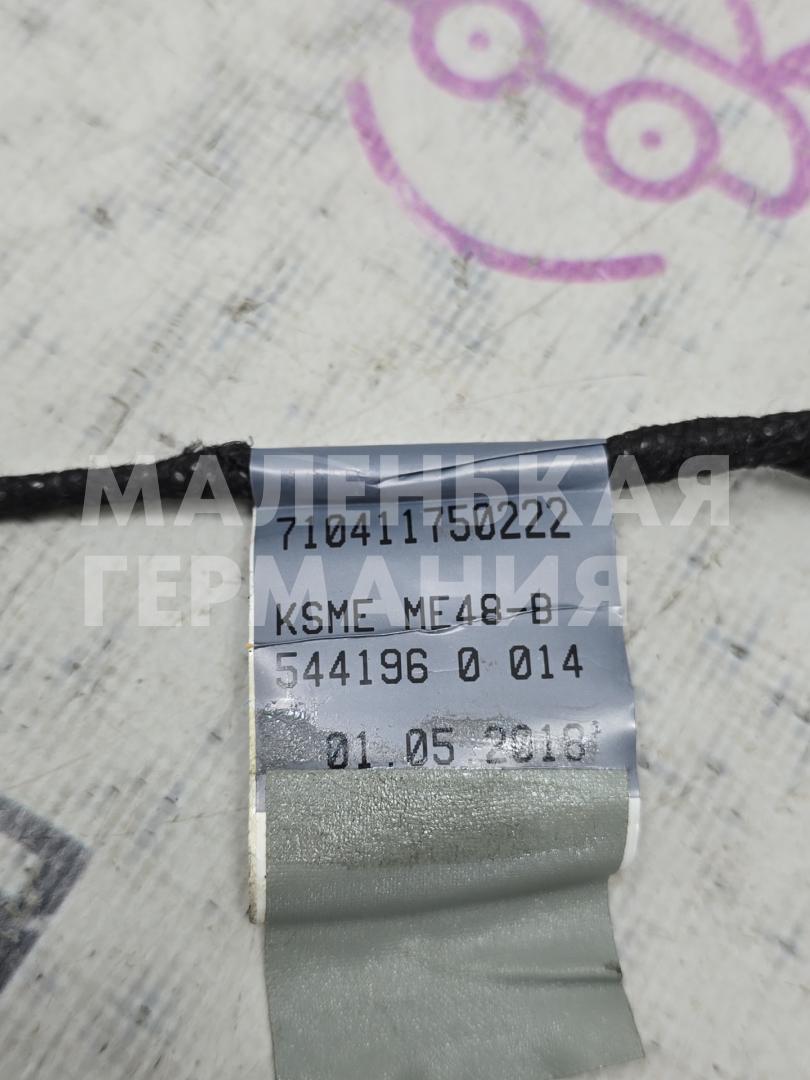 МАЛЕНЬКАЯ
ГЕРМАНИЯ
710411750222
KSME ME48-B
544196 0 014
01.05.2018